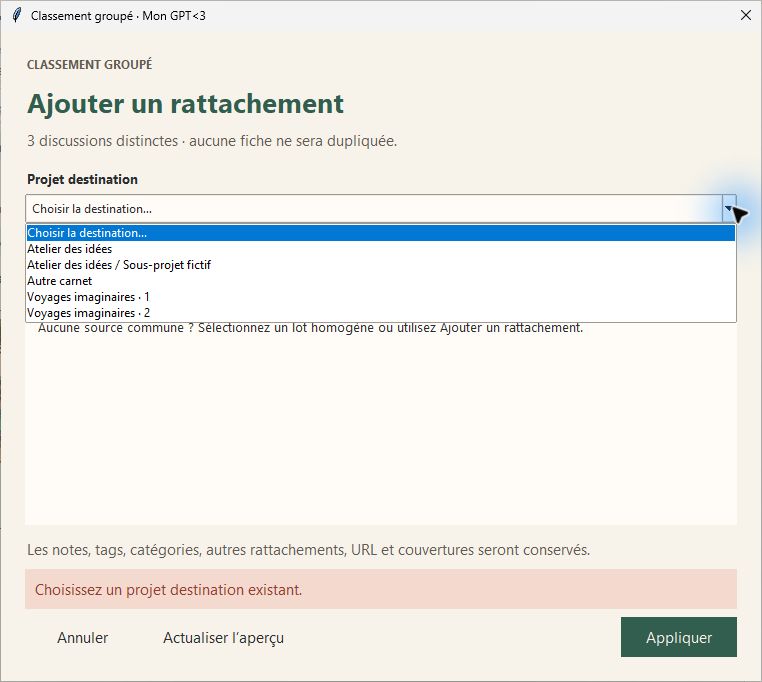 Classement groupé · Mon GPT<3
CLASSEMENT GROUPÉ
Ajouter un rattachement
3 discussions distinctes · aucune fiche ne sera dupliquée.
Projet destination
Choisir la destination...
Choisir la destination...
Atelier des idées
Atelier des idées / Sous-projet fictif
Autre carnet
Voyages imaginaires · 1
Voyages imaginaires · 2
Aucune source commune ? Sélectionnez un lot homogène ou utilisez Ajouter un rattachement.
Les notes, tags, catégories, autres rattachements, URL et couvertures seront conservés.
Choisissez un projet destination existant.
Annuler
Actualiser l’aperçu
Appliquer